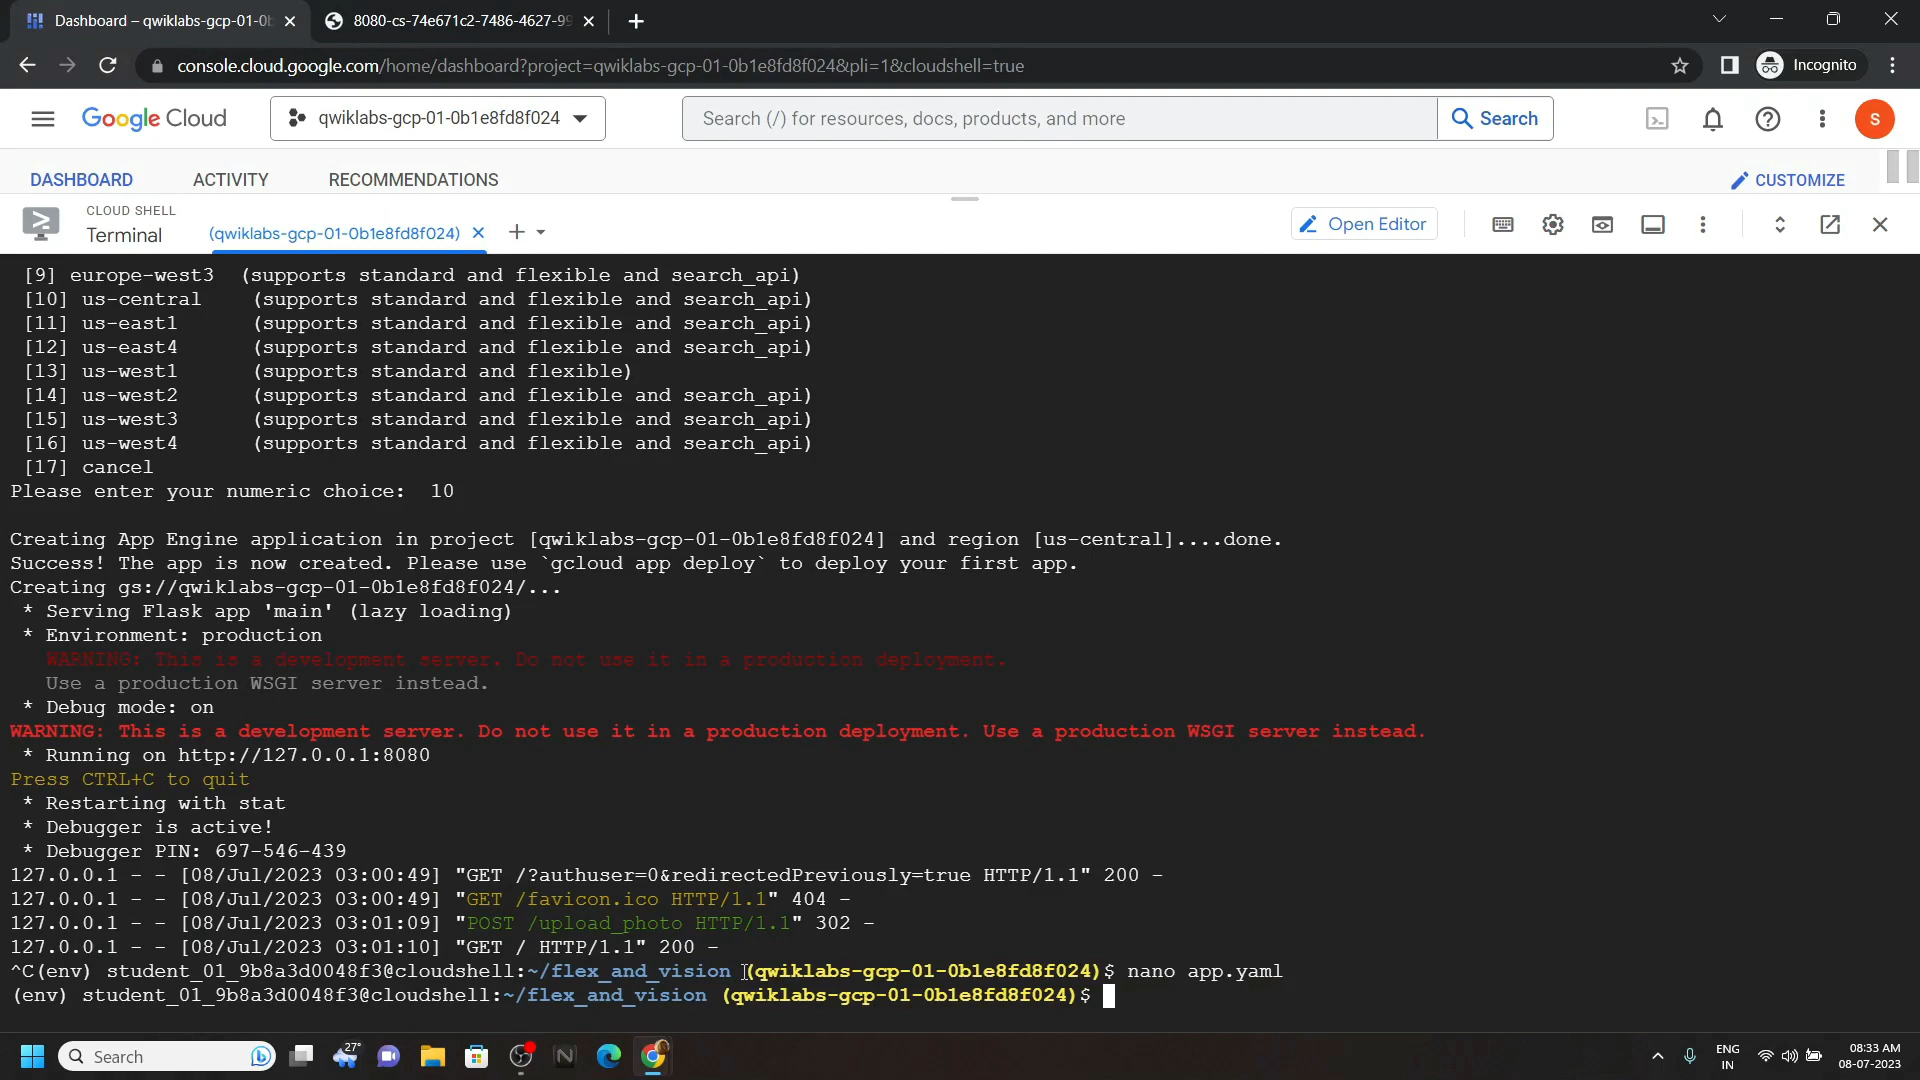 Dashboard – qwiklabs-gcp-01-0b
8080-cs-74e671c2-7486-4627-99
console.cloud.google.com/home/dashboard?project=qwiklabs-gcp-01-0b1e8fd8f024&pli=1&cloudshell=true
Incognito
Google Cloud
qwiklabs-gcp-01-0b1e8fd8f024
Search (/) for resources, docs, products, and more
Search
S
DASHBOARD
ACTIVITY
RECOMMENDATIONS
CUSTOMIZE
CLOUD SHELL
Terminal
(qwiklabs-gcp-01-0b1e8fd8f024)
Open Editor
[9] europe-west3  (supports standard and flexible and search_api)
[10] us-central    (supports standard and flexible and search_api)
[11] us-east1      (supports standard and flexible and search_api)
[12] us-east4      (supports standard and flexible and search_api)
[13] us-west1      (supports standard and flexible)
[14] us-west2      (supports standard and flexible and search_api)
[15] us-west3      (supports standard and flexible and search_api)
[16] us-west4      (supports standard and flexible and search_api)
[17] cancel
Please enter your numeric choice:  10
Creating App Engine application in project [qwiklabs-gcp-01-0b1e8fd8f024] and region [us-central]....done.
Success! The app is now created. Please use `gcloud app deploy` to deploy your first app.
Creating gs://qwiklabs-gcp-01-0b1e8fd8f024/...
* Serving Flask app 'main' (lazy loading)
* Environment: production
WARNING: This is a development server. Do not use it in a production deployment.
Use a production WSGI server instead.
* Debug mode: on
WARNING: This is a development server. Do not use it in a production deployment. Use a production WSGI server instead.
* Running on http://127.0.0.1:8080
Press CTRL+C to quit
* Restarting with stat
* Debugger is active!
* Debugger PIN: 697-546-439
127.0.0.1 - - [08/Jul/2023 03:00:49] "GET /?authuser=0&redirectedPreviously=true HTTP/1.1" 200 -
127.0.0.1 - - [08/Jul/2023 03:00:49] "GET /favicon.ico HTTP/1.1" 404 -
127.0.0.1 - - [08/Jul/2023 03:01:09] "POST /upload_photo HTTP/1.1" 302 -
127.0.0.1 - - [08/Jul/2023 03:01:10] "GET / HTTP/1.1" 200 -
^C(env) student_01_9b8a3d0048f3@cloudshell:~/flex_and_vision (qwiklabs-gcp-01-0b1e8fd8f024)$ nano app.yaml
(env) student_01_9b8a3d0048f3@cloudshell:~/flex_and_vision (qwiklabs-gcp-01-0b1e8fd8f024)$
Search
27°
ENG
IN
08:33 AM
08-07-2023